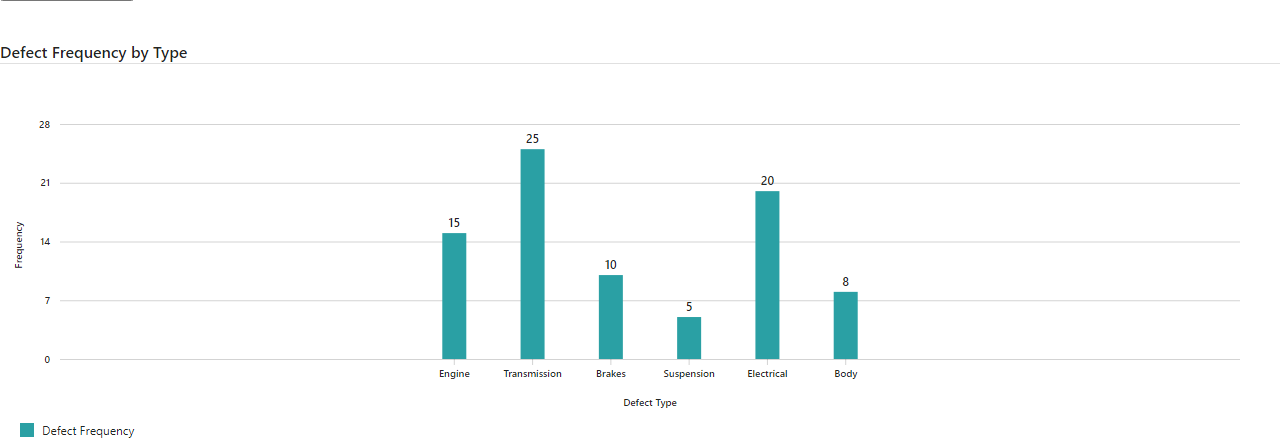 Defect Frequency by Type
28
21
14
7
0
Frequency
15
25
10
5
20
8
Engine Transmission Brakes Suspension Electrical Body
Defect Type
Defect Frequency